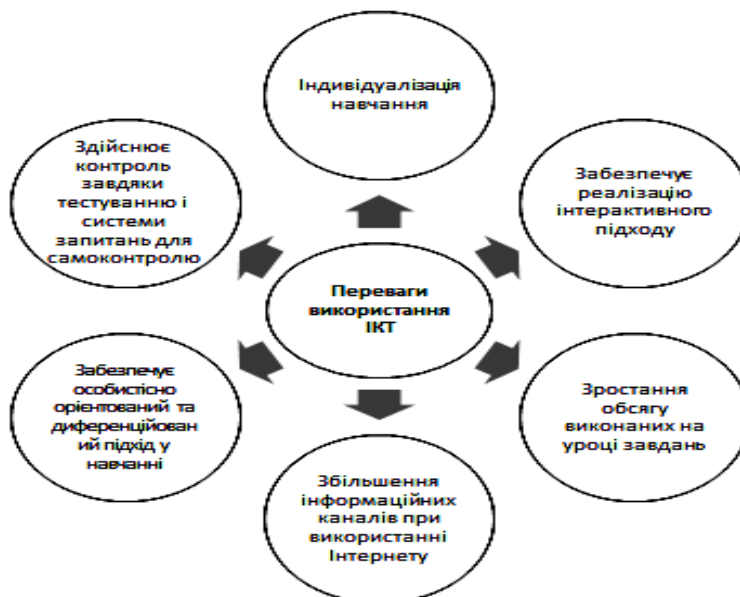 Індивідуалізація
навчання
Здійснює
контроль
завдяки
тестуванню і
системи
запитань для
самоконтролю
Забезпечує
реалізацію
інтерактивного
підходу
Переваги
використання
ІКТ
Забезпечує
особистісно
орієнтований та
диференційован
ий підхід у
навчанні
Зростання
обсягу
виконаних на
уроці завдань
Збільшення
інформаційних
каналів при
використанні
Інтернету